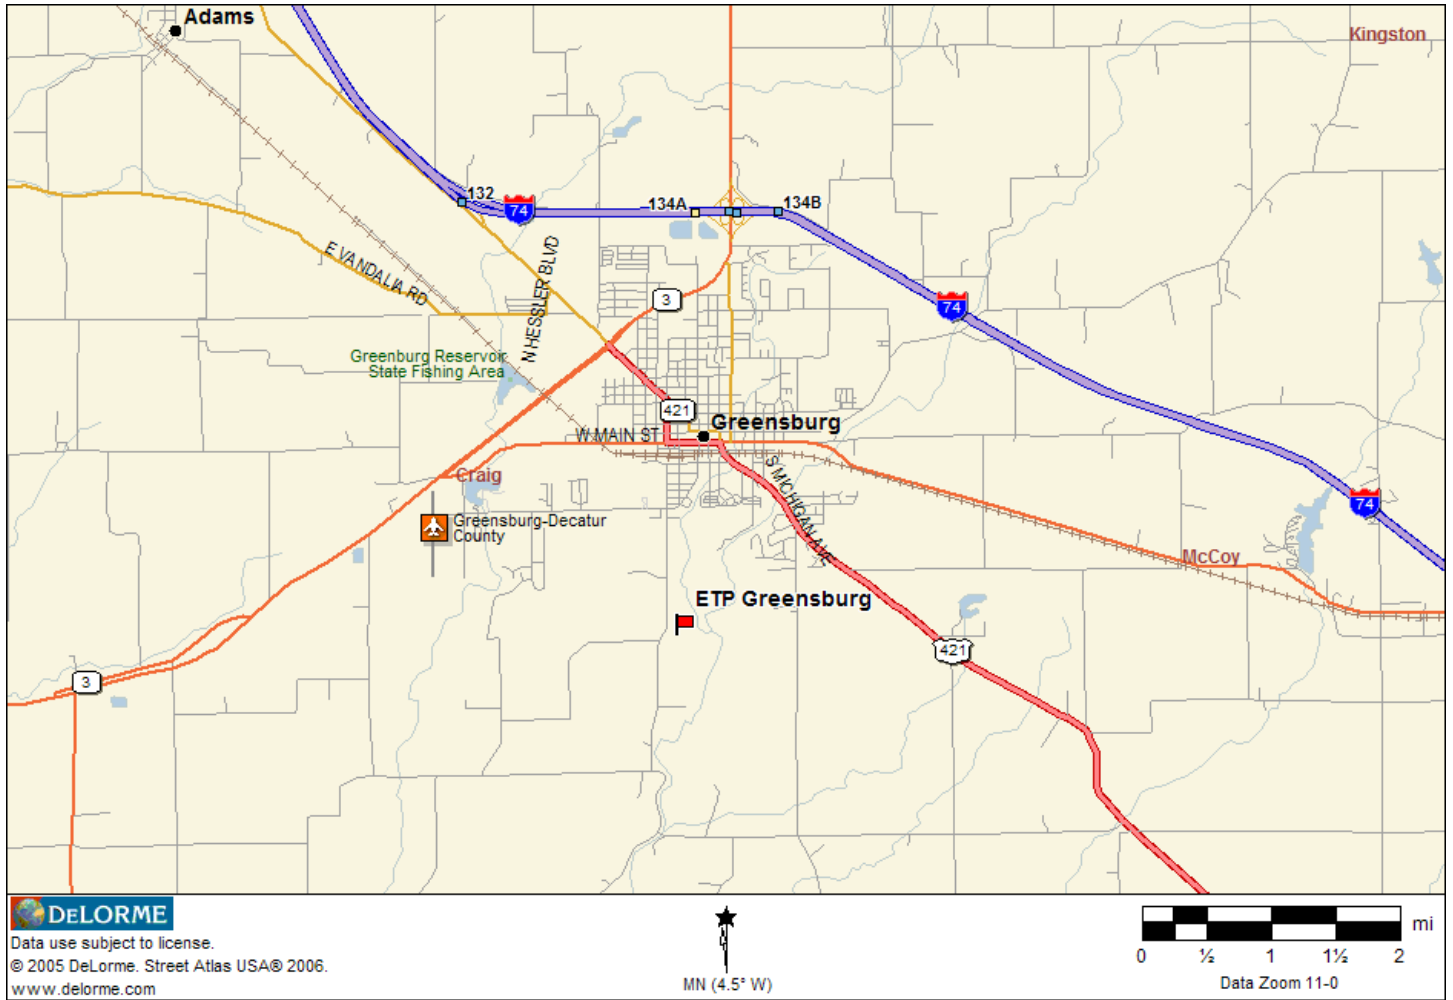 Adams
Kingston
132
74
134A
134B
E VANDALIA RD
N HESSLER BLVD
3
74
Greenburg Reservoir
State Fishing Area
421
Greensburg
W MAIN ST
Craig
S MICHIGAN AVE
74
Greensburg-Decatur
County
McCoy
ETP Greensburg
421
3
DELORME
Data use subject to license.
© 2005 DeLorme. Street Atlas USA® 2006.
www.delorme.com
MN (4.5° W)
mi
0 ½ 1 1½ 2
Data Zoom 11-0